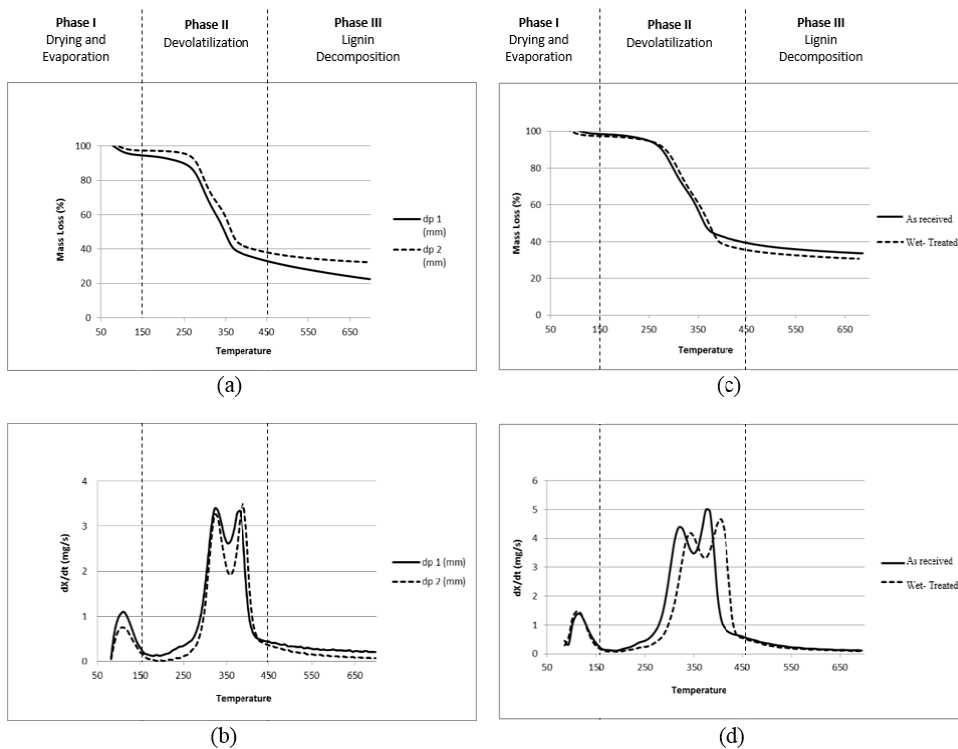 Phase I
Drying and
Evaporation
Phase II
Devolatilization
Phase III
Lignin
Decomposition
Mass Loss (%)
100
80
60
40
20
0
50 150 250 350 450 550 650
Temperature
dp 1
(mm)
dp 2
(mm)
(a)
Phase I
Drying and
Evaporation
Phase II
Devolatilization
Phase III
Lignin
Decomposition
Mass Loss (%)
100
80
60
40
20
0
50 150 250 350 450 550 650
Temperature
As received
Wet- Treated
(c)
dX/dt (mg/s)
4
3
2
1
0
50 150 250 350 450 550 650
Temperature
dp 1 (mm)
dp 2 (mm)
(b)
dX/dt (mg/s)
6
5
4
3
2
1
0
50 150 250 350 450 550 650
Temperature
As received
Wet- Treated
(d)